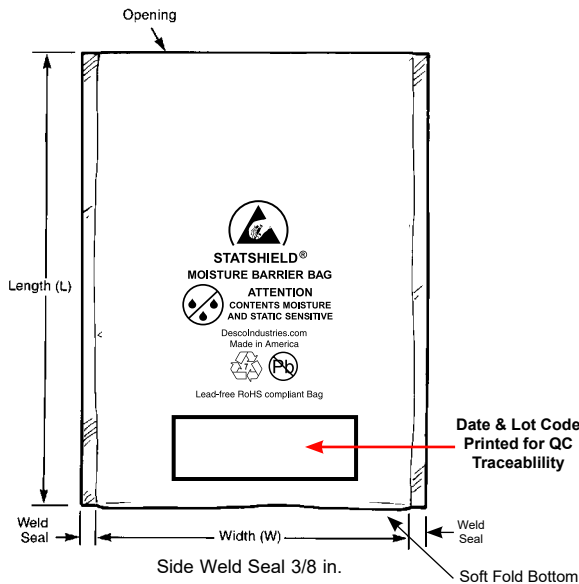 Opening
STATSHIELD®
MOISTURE BARRIER BAG
Length (L)
ATTENTION
CONTENTS MOISTURE
AND STATIC SENSITIVE
DescoIndustries.com
Made in America
7
Pb
Lead-free RoHS compliant Bag
Date & Lot Code
Printed for QC
Traceablility
Weld
Seal
Width (W)
Weld
Seal
Side Weld Seal 3/8 in.
Soft Fold Bottom